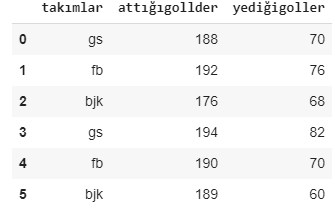 takımlar attığıgollder yediğigoller
0 gs 188 70
1 fb 192 76
2 bjk 176 68
3 gs 194 82
4 fb 190 70
5 bjk 189 60